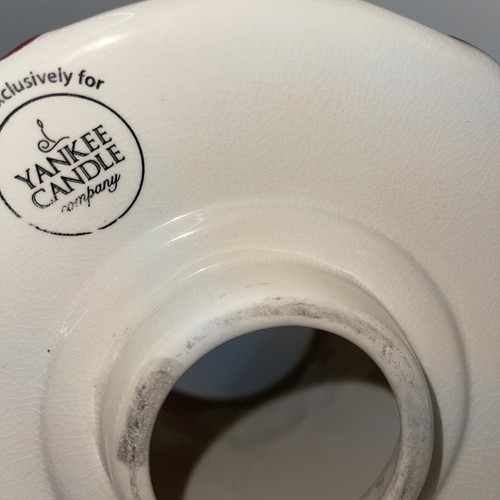 xclusively for
YANKEE
CANDLE
company